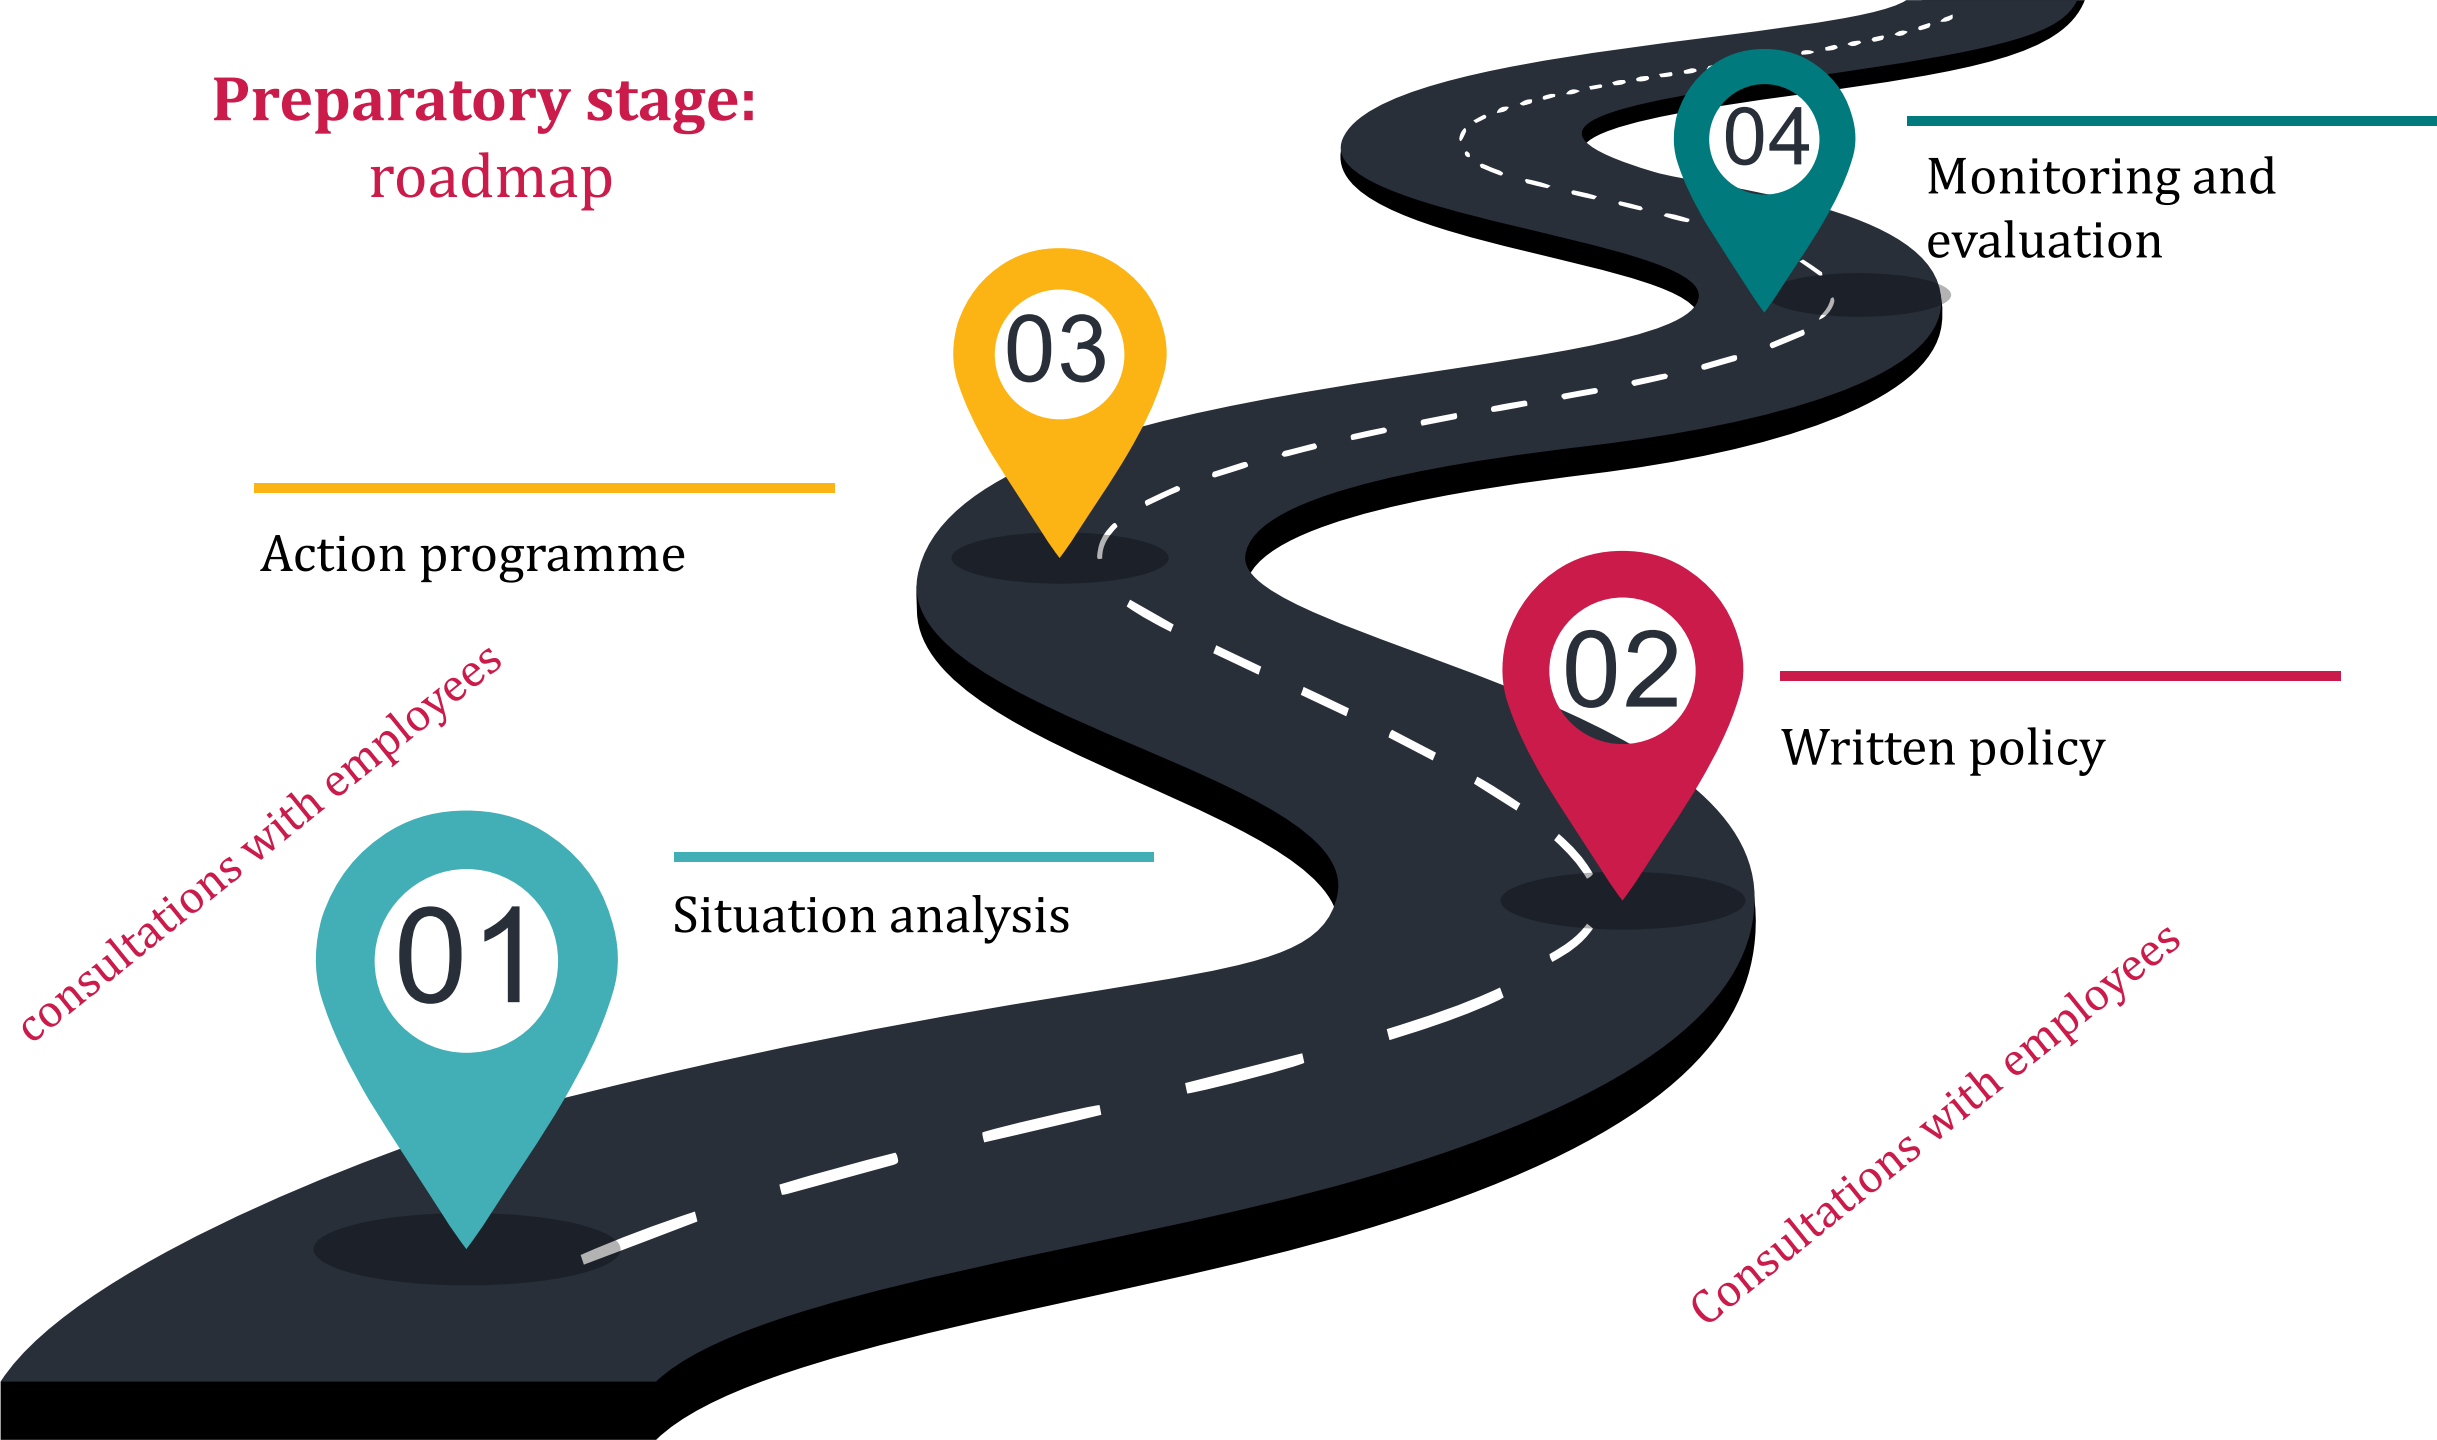 Preparatory stage:
roadmap
04
Monitoring and
evaluation
03
Action programme
02
Written policy
consultations with employees
01
Situation analysis
Consultations with employees